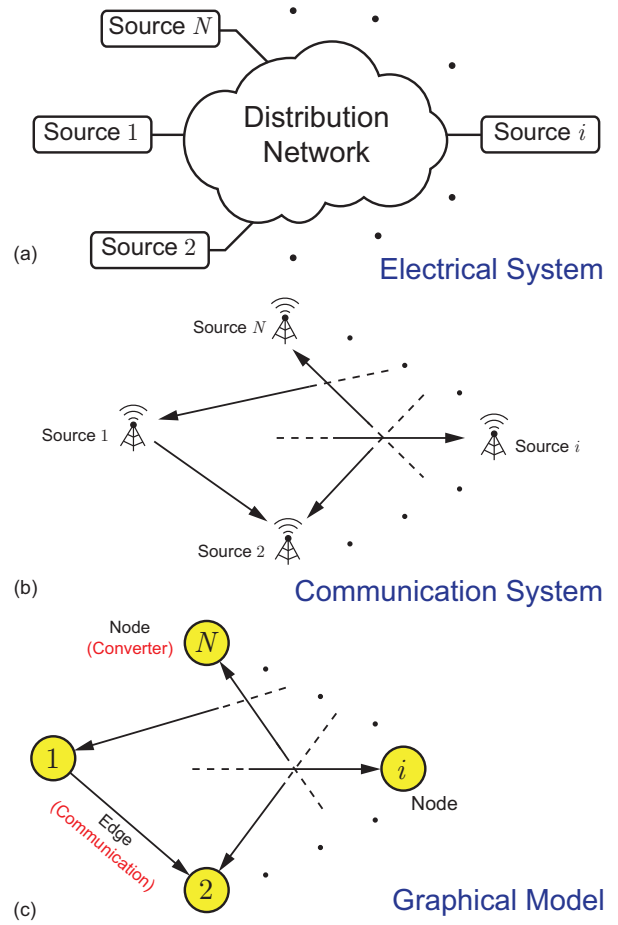 Source N
Source 1
Distribution
Network
Source i
Source 2
(a)
Electrical System
Source N
Source 1
Source i
Source 2
(b)
Communication System
Node
(Converter)
N
1
i
Node
Edge
(Communication)
2
Graphical Model
(c)